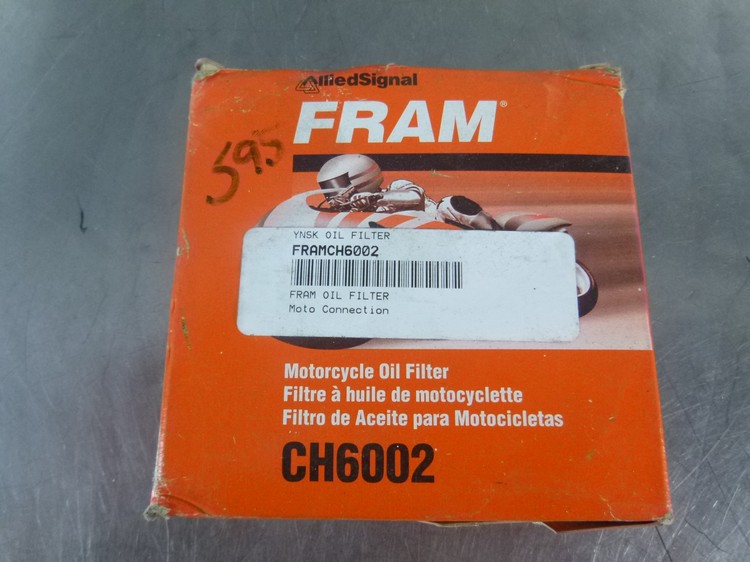 AlliedSignal
FRAM®
595
YNSK OIL FILTER
FRAMCH6002
FRAM OIL FILTER
Moto Connection
Motorcycle Oil Filter
Filtre à huile de motocyclette
Filtro de Aceite para Motocicletas
CH6002